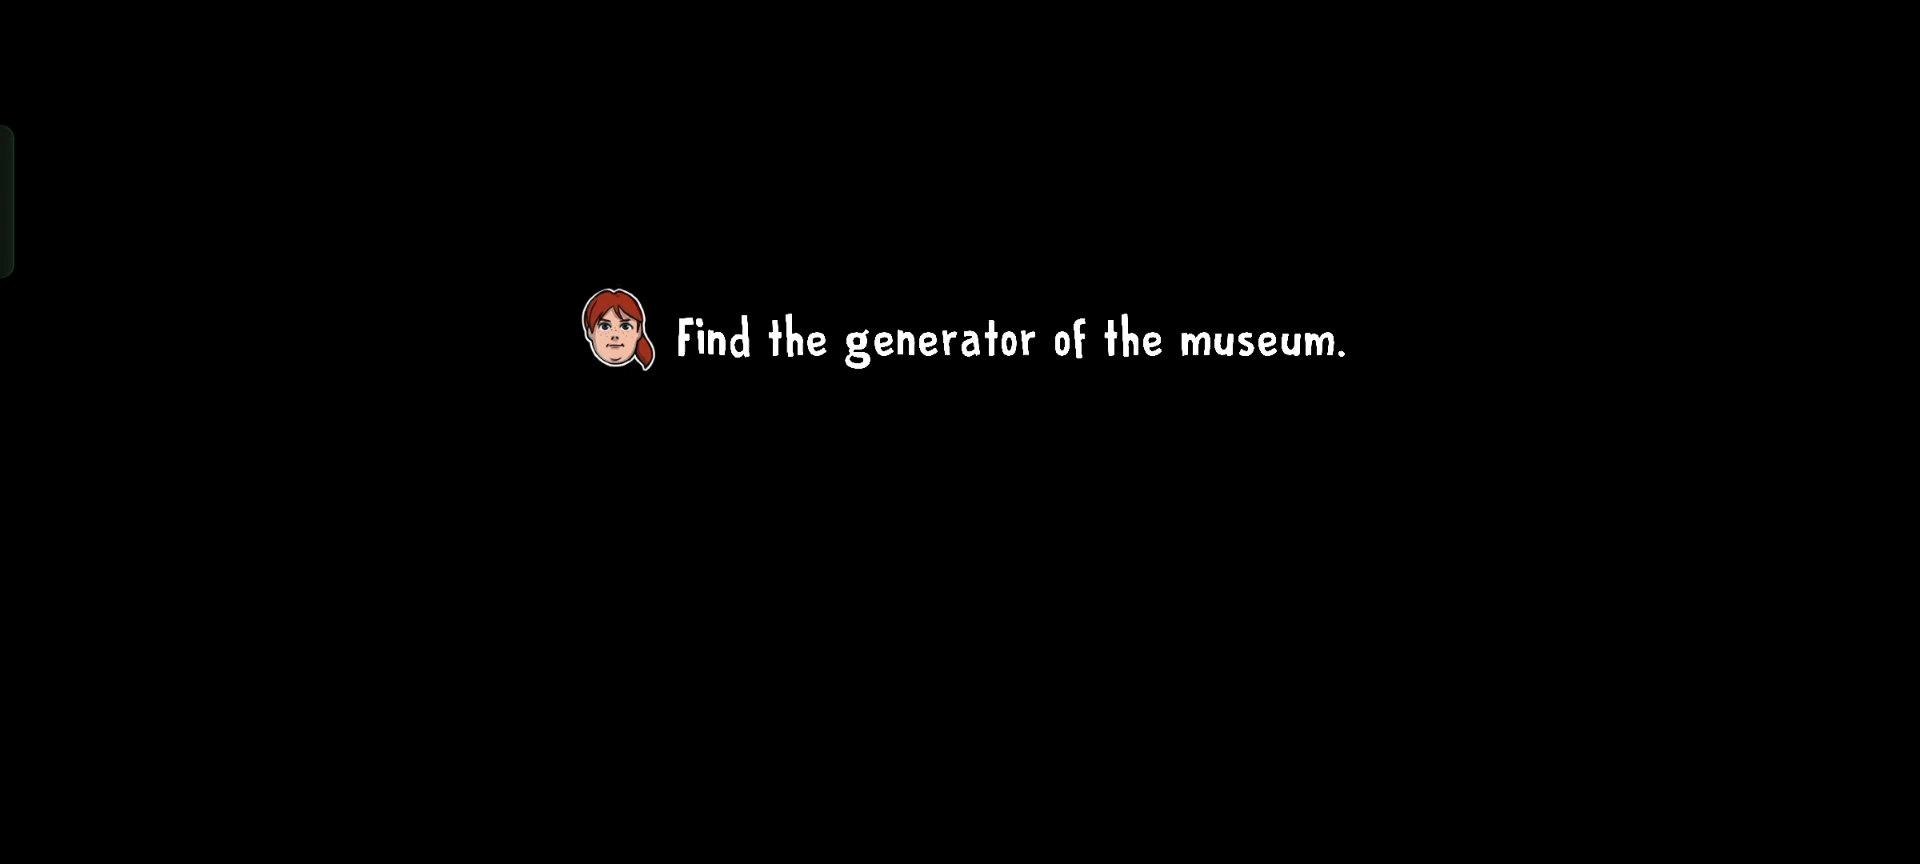 Find the generator of the museum.